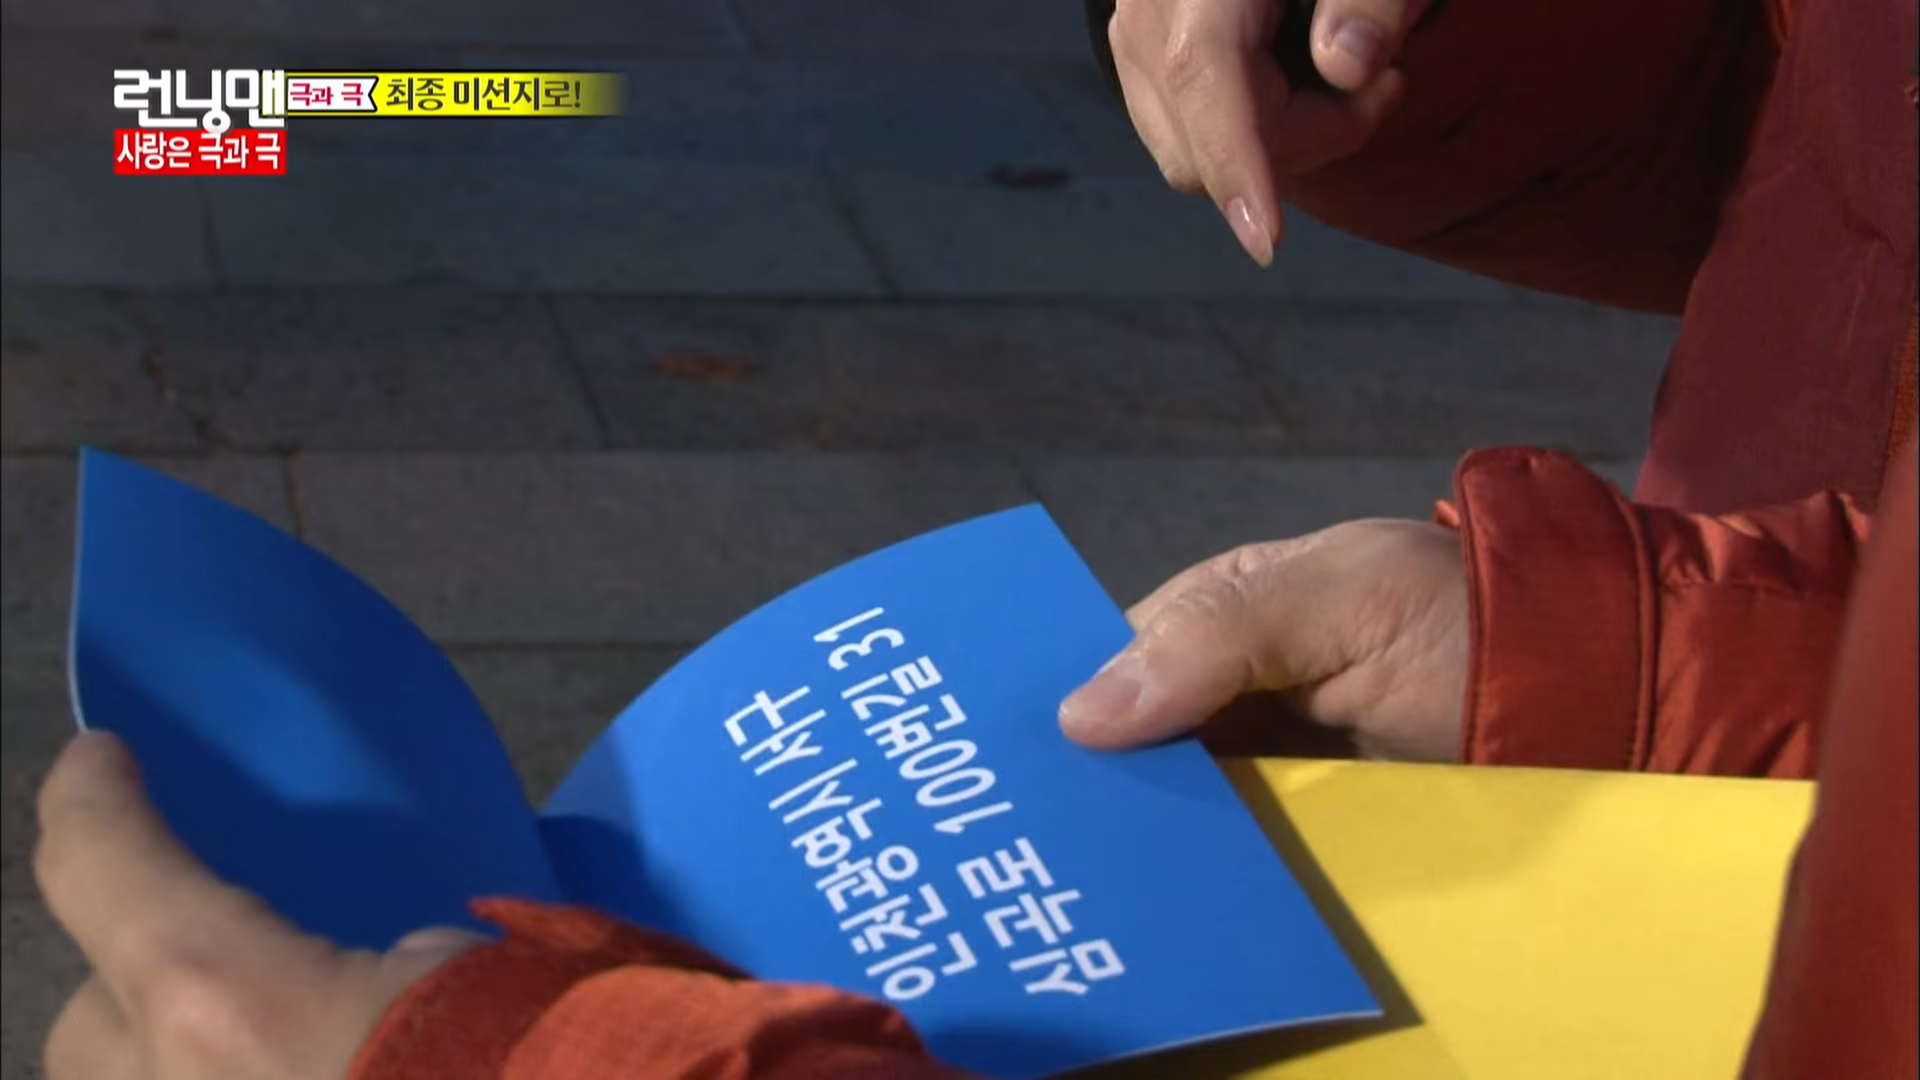 런닝맨
극과 극
최종 미션지로!
사랑은 극과 극
인천광역시 서구
심곡로 100번길 31